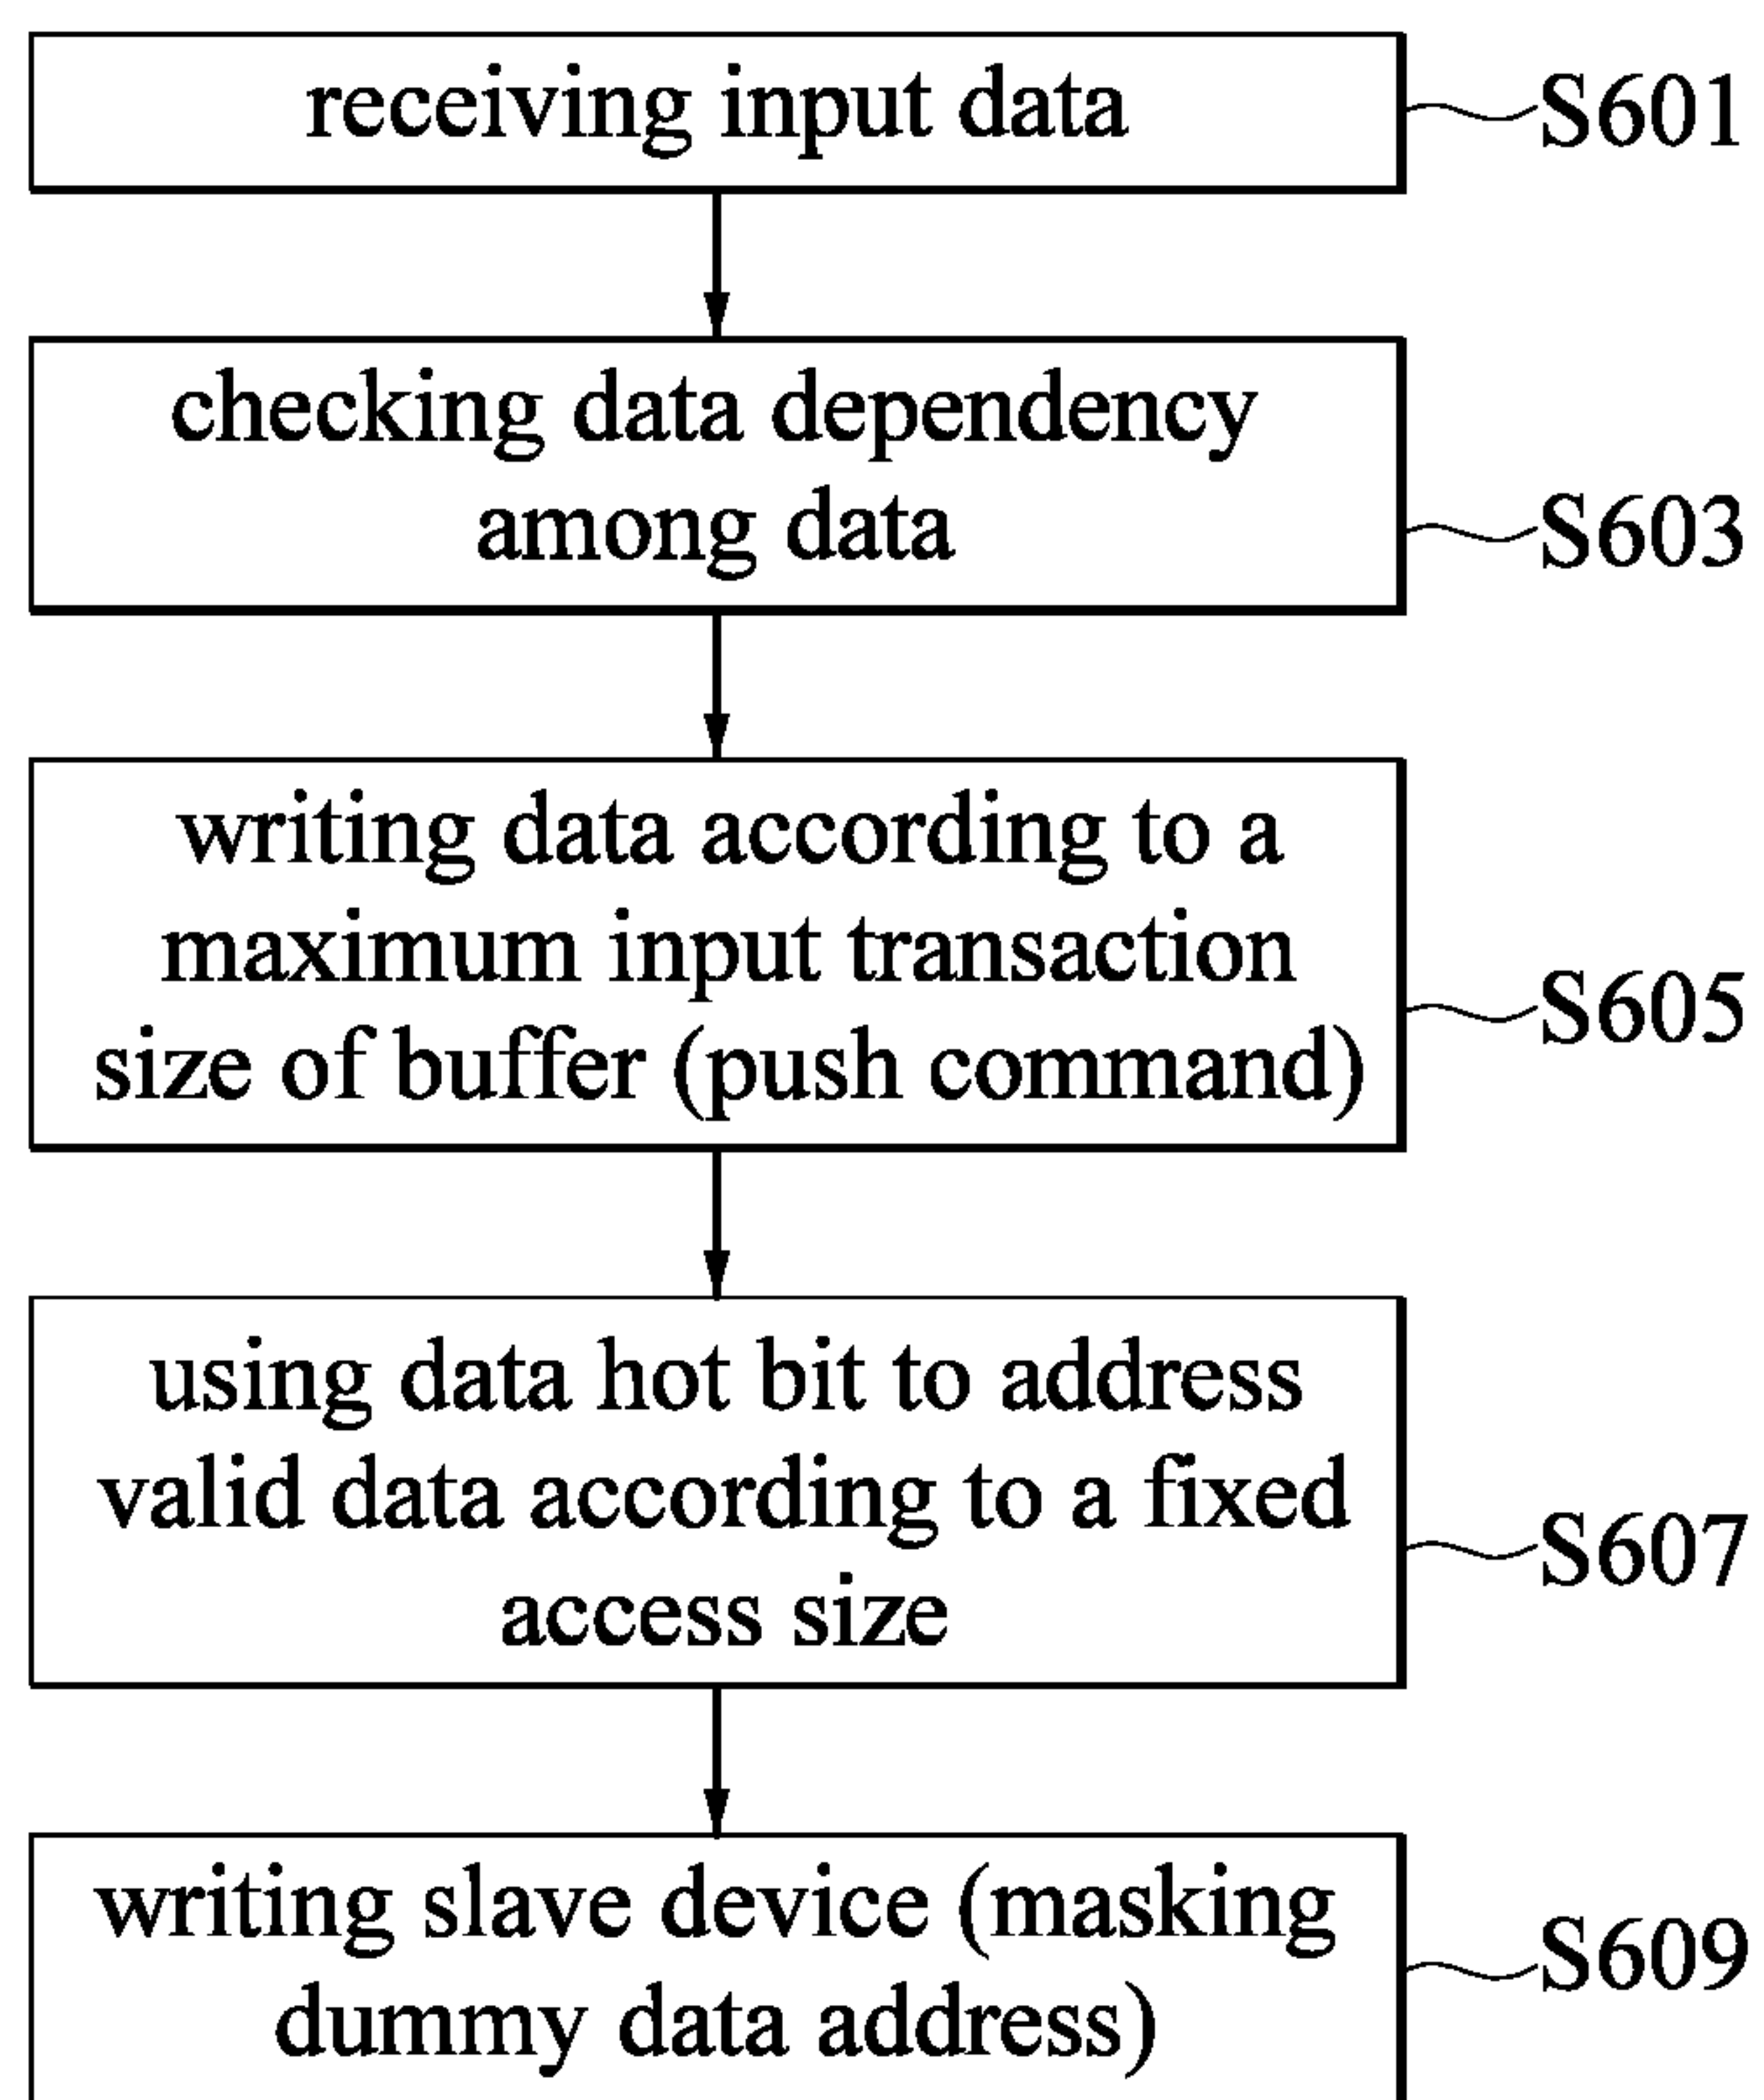 receiving input data
S601
checking data dependency
among data
S603
writing data according to a
maximum input transaction
size of buffer (push command)
S605
using data hot bit to address
valid data according to a fixed
access size
S607
writing slave device (masking
dummy data address)
S609